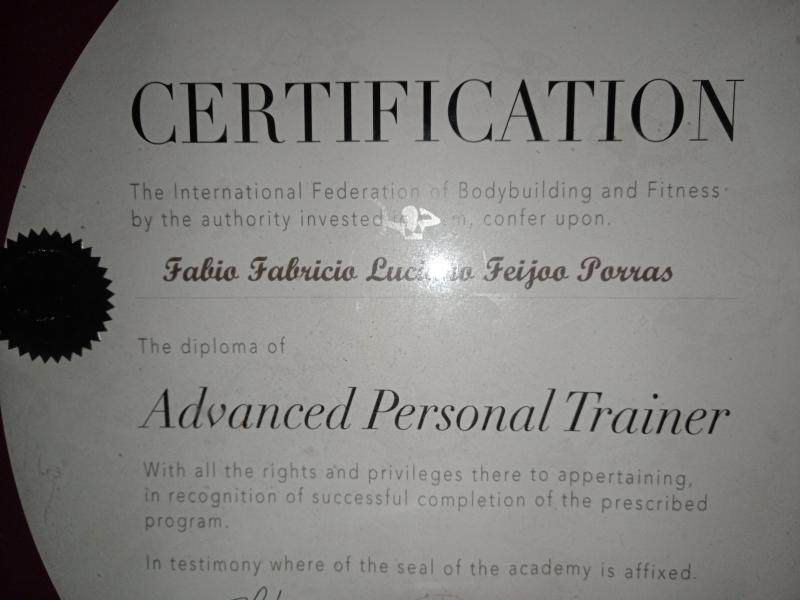 CERTIFICATION
The International Federation of Bodybuilding and Fitness
by the authority invested, confer upon.
Fabio Fabricio Luciano Feijoo Porras
The diploma of
Advanced Personal Trainer
With all the rights and privileges there to appertaining,
in recognition of successful completion of the prescribed
program.
In testimony where of the seal of the academy is affixed.